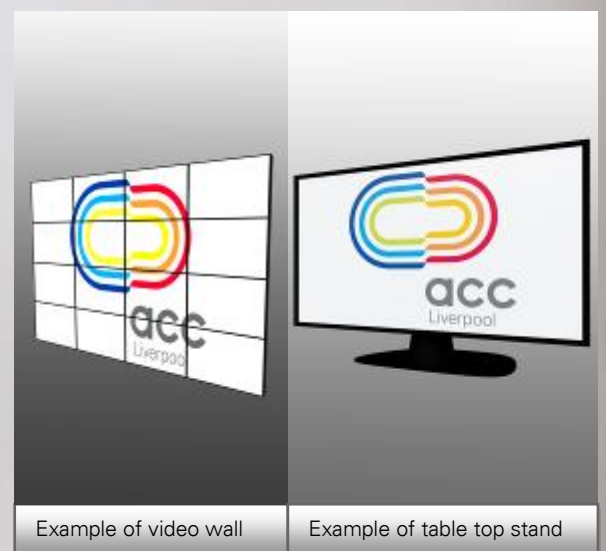 acc
Liverpool
acc
Liverpool
Example of video wall
Example of table top stand